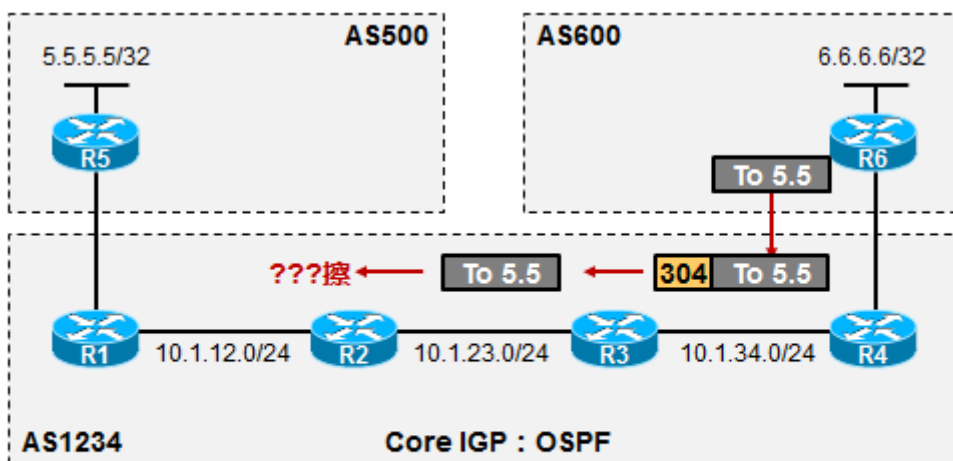 AS500
5.5.5.5/32
R5
AS600
6.6.6.6/32
R6
To 5.5
???擦
To 5.5
304 To 5.5
R1
10.1.12.0/24
R2
10.1.23.0/24
R3
10.1.34.0/24
R4
AS1234
Core IGP：OSPF